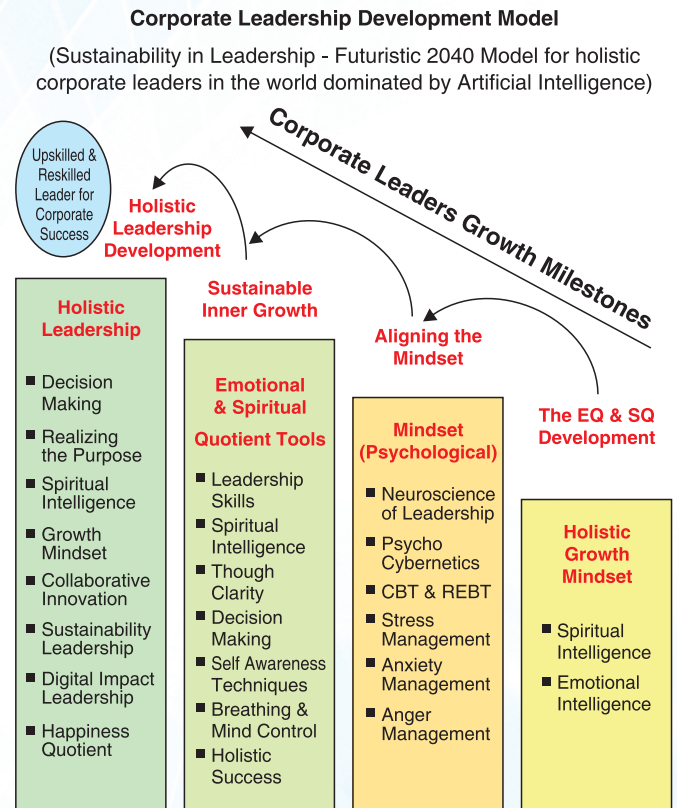 Corporate Leadership Development Model
(Sustainability in Leadership - Futuristic 2040 Model for holistic
corporate leaders in the world dominated by Artificial Intelligence)
Corporate Leaders Growth Milestones
Upskilled &
Reskilled
Leader for
Corporate
Success
Holistic
Leadership
Development
Sustainable
Inner Growth
Aligning the
Mindset
The EQ & SQ
Development
Holistic
Leadership
Decision
Making
Realizing
the Purpose
Spiritual
Intelligence
Growth
Mindset
Collaborative
Innovation
Sustainability
Leadership
Digital Impact
Leadership
Happiness
Quotient
Emotional
& Spiritual
Quotient Tools
Leadership
Skills
Spiritual
Intelligence
Though
Clarity
Decision
Making
Self Awareness
Techniques
Breathing &
Mind Control
Holistic
Success
Mindset
(Psychological)
Neuroscience
of Leadership
Psycho
Cybernetics
CBT & REBT
Stress
Management
Anxiety
Management
Anger
Management
Holistic
Growth
Mindset
Spiritual
Intelligence
Emotional
Intelligence